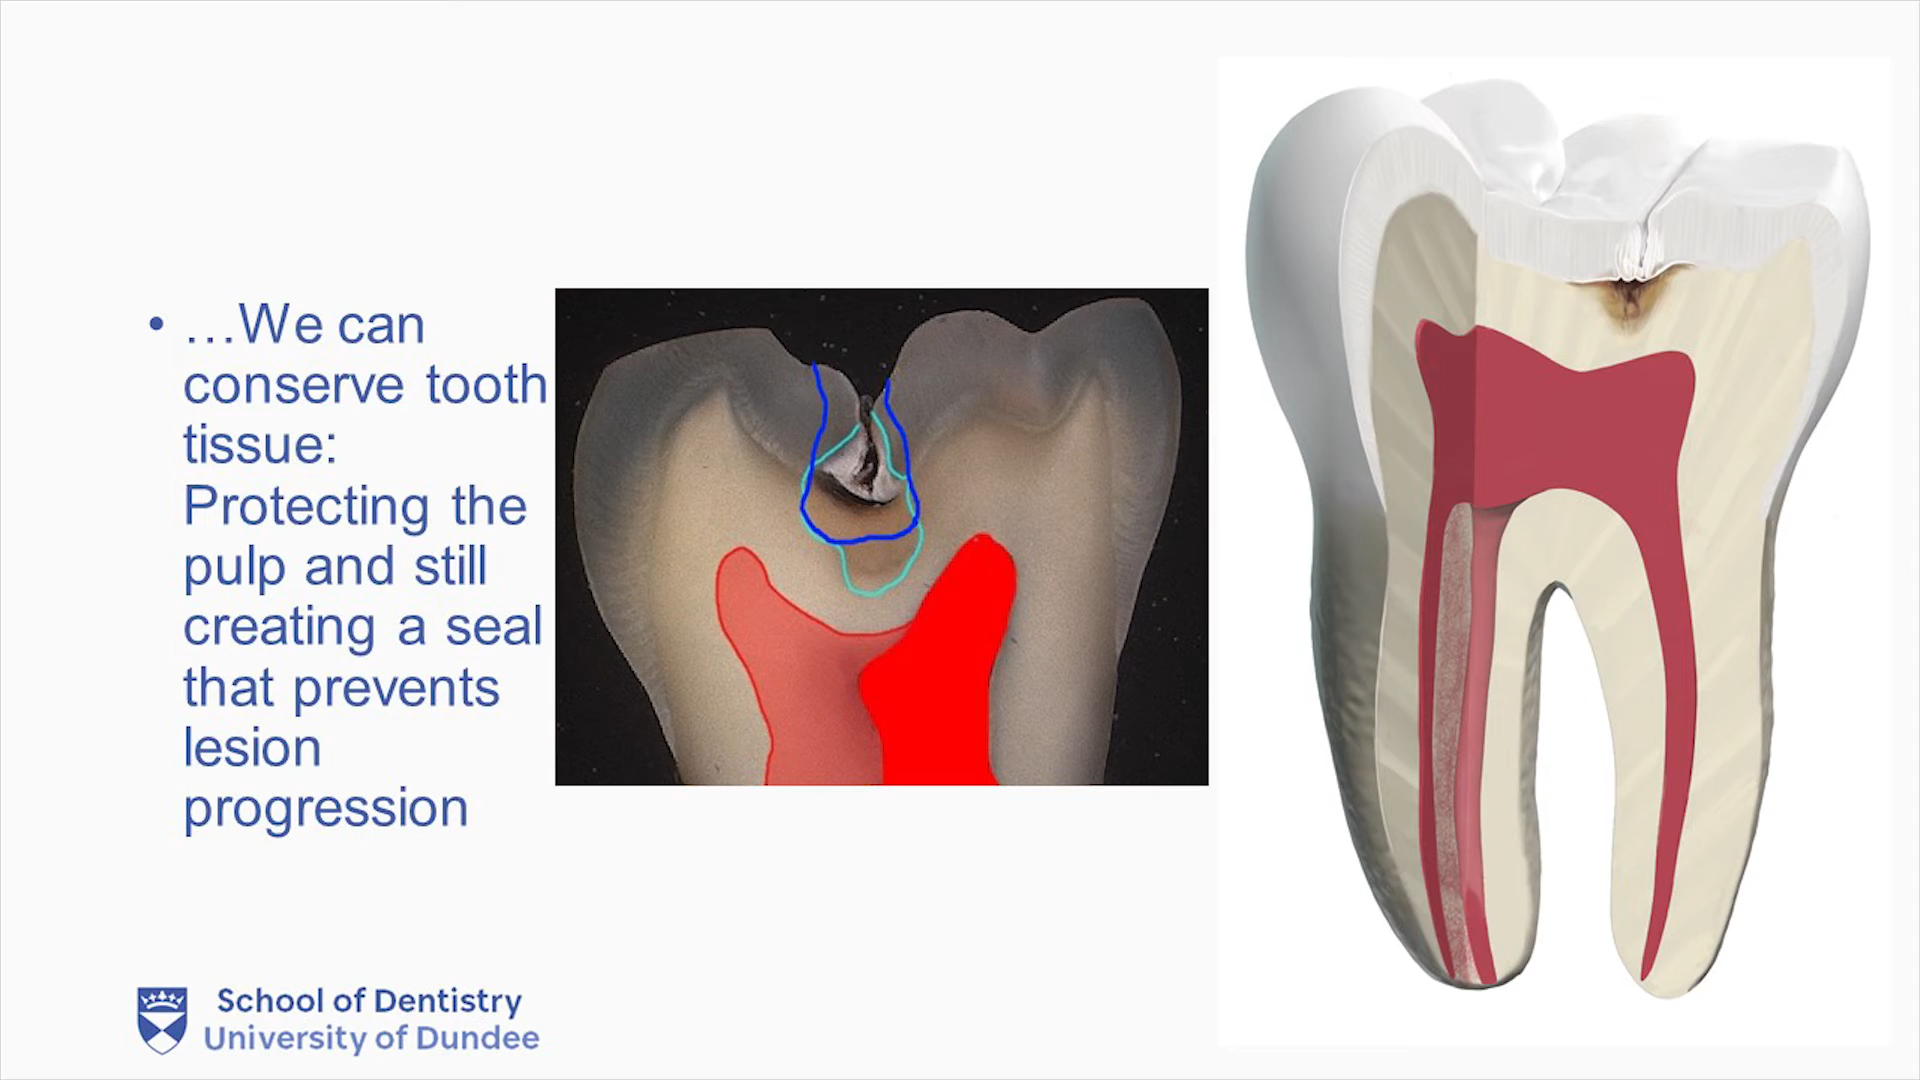 • …We can
conserve tooth
tissue:
Protecting the
pulp and still
creating a seal
that prevents
lesion
progression
School of Dentistry
University of Dundee